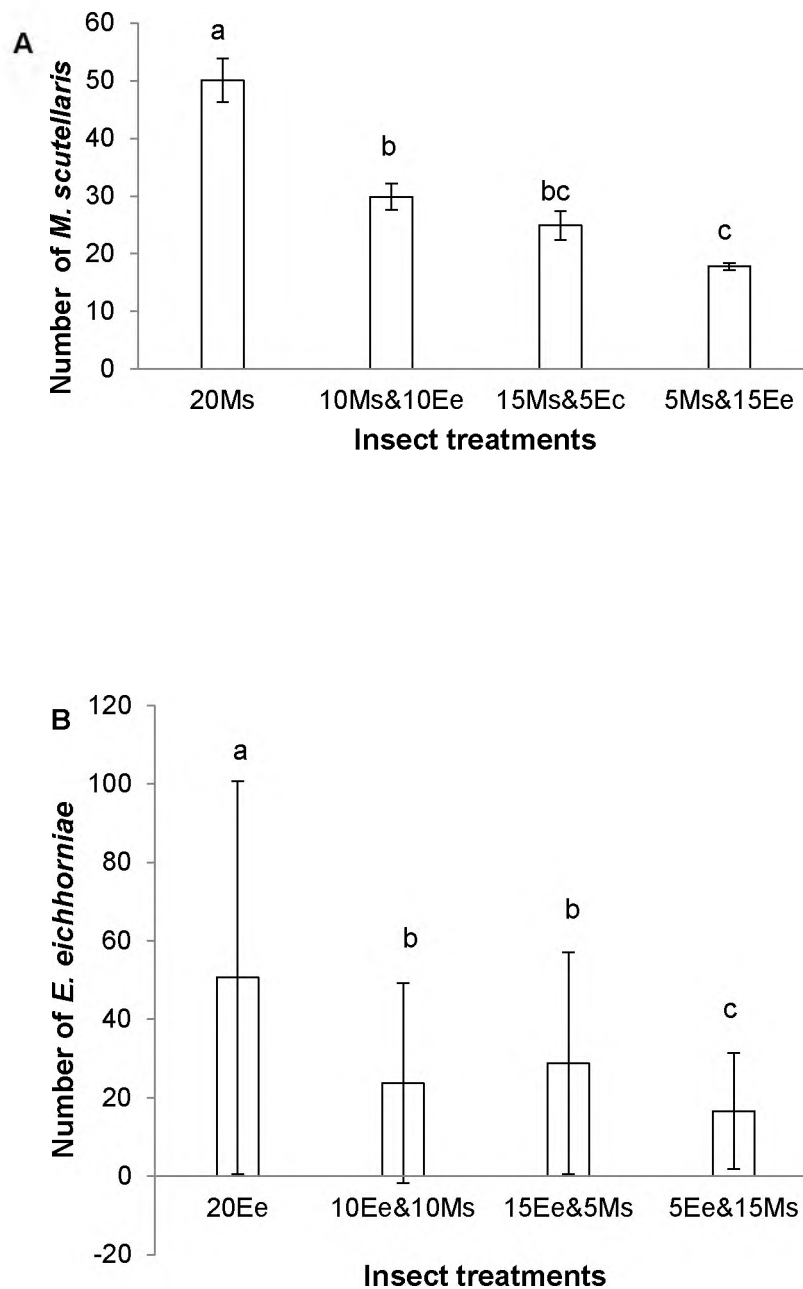 A
Number of M. scutellaris
60
50
40
30
20
10
0
a
b
bc
c
20Ms
10Ms&10Ee
15Ms&5Ec
5Ms&15Ee
Insect treatments
B
Number of E. eichhorniae
120
100
80
60
40
20
0
-20
a
b
b
c
20Ee
10Ee&10Ms
15Ee&5Ms
5Ee&15Ms
Insect treatments